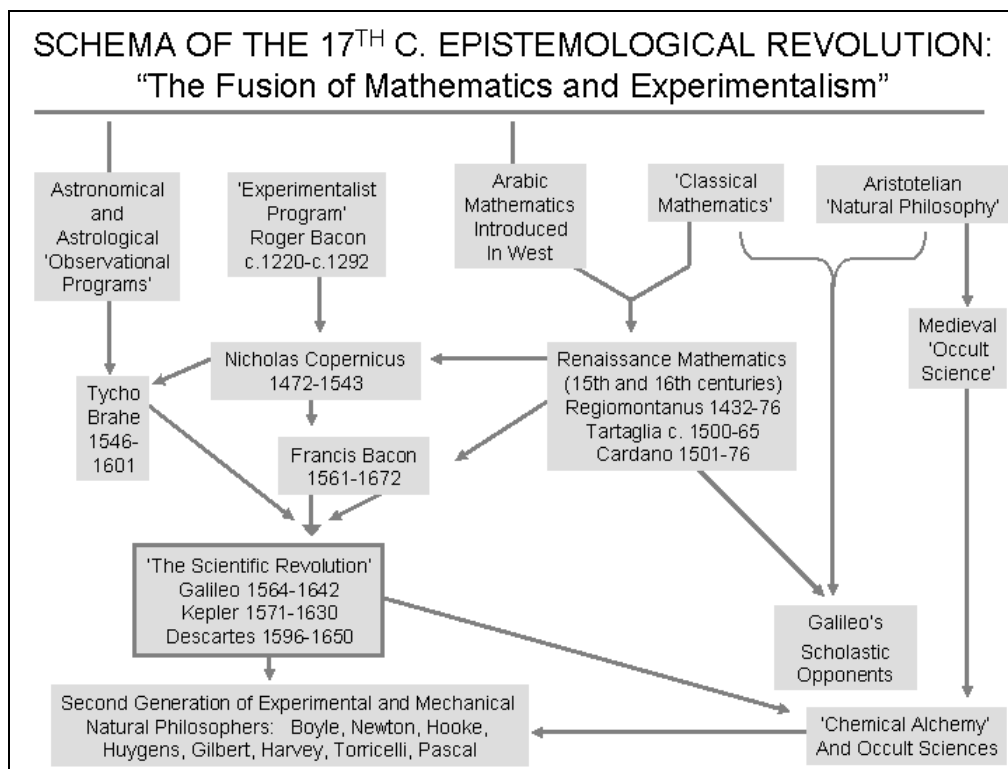 SCHEMA OF THE 17TH C. EPISTEMOLOGICAL REVOLUTION:
“The Fusion of Mathematics and Experimentalism”
Astronomical
and
Astrological
'Observational
Programs'
'Experimentalist
Program'
Roger Bacon
c.1220-c.1292
Arabic
Mathematics
Introduced
In West
'Classical
Mathematics'
Aristotelian
'Natural Philosophy'
Medieval
'Occult
Science'
Nicholas Copernicus
1472-1543
Renaissance Mathematics
(15th and 16th centuries)
Regiomontanus 1432-76
Tartaglia c. 1500-65
Cardano 1501-76
Tycho
Brahe
1546-
1601
Francis Bacon
1561-1672
'The Scientific Revolution'
Galileo 1564-1642
Kepler 1571-1630
Descartes 1596-1650
Galileo's
Scholastic
Opponents
Second Generation of Experimental and Mechanical
Natural Philosophers: Boyle, Newton, Hooke,
Huygens, Gilbert, Harvey, Torricelli, Pascal
'Chemical Alchemy'
And Occult Sciences